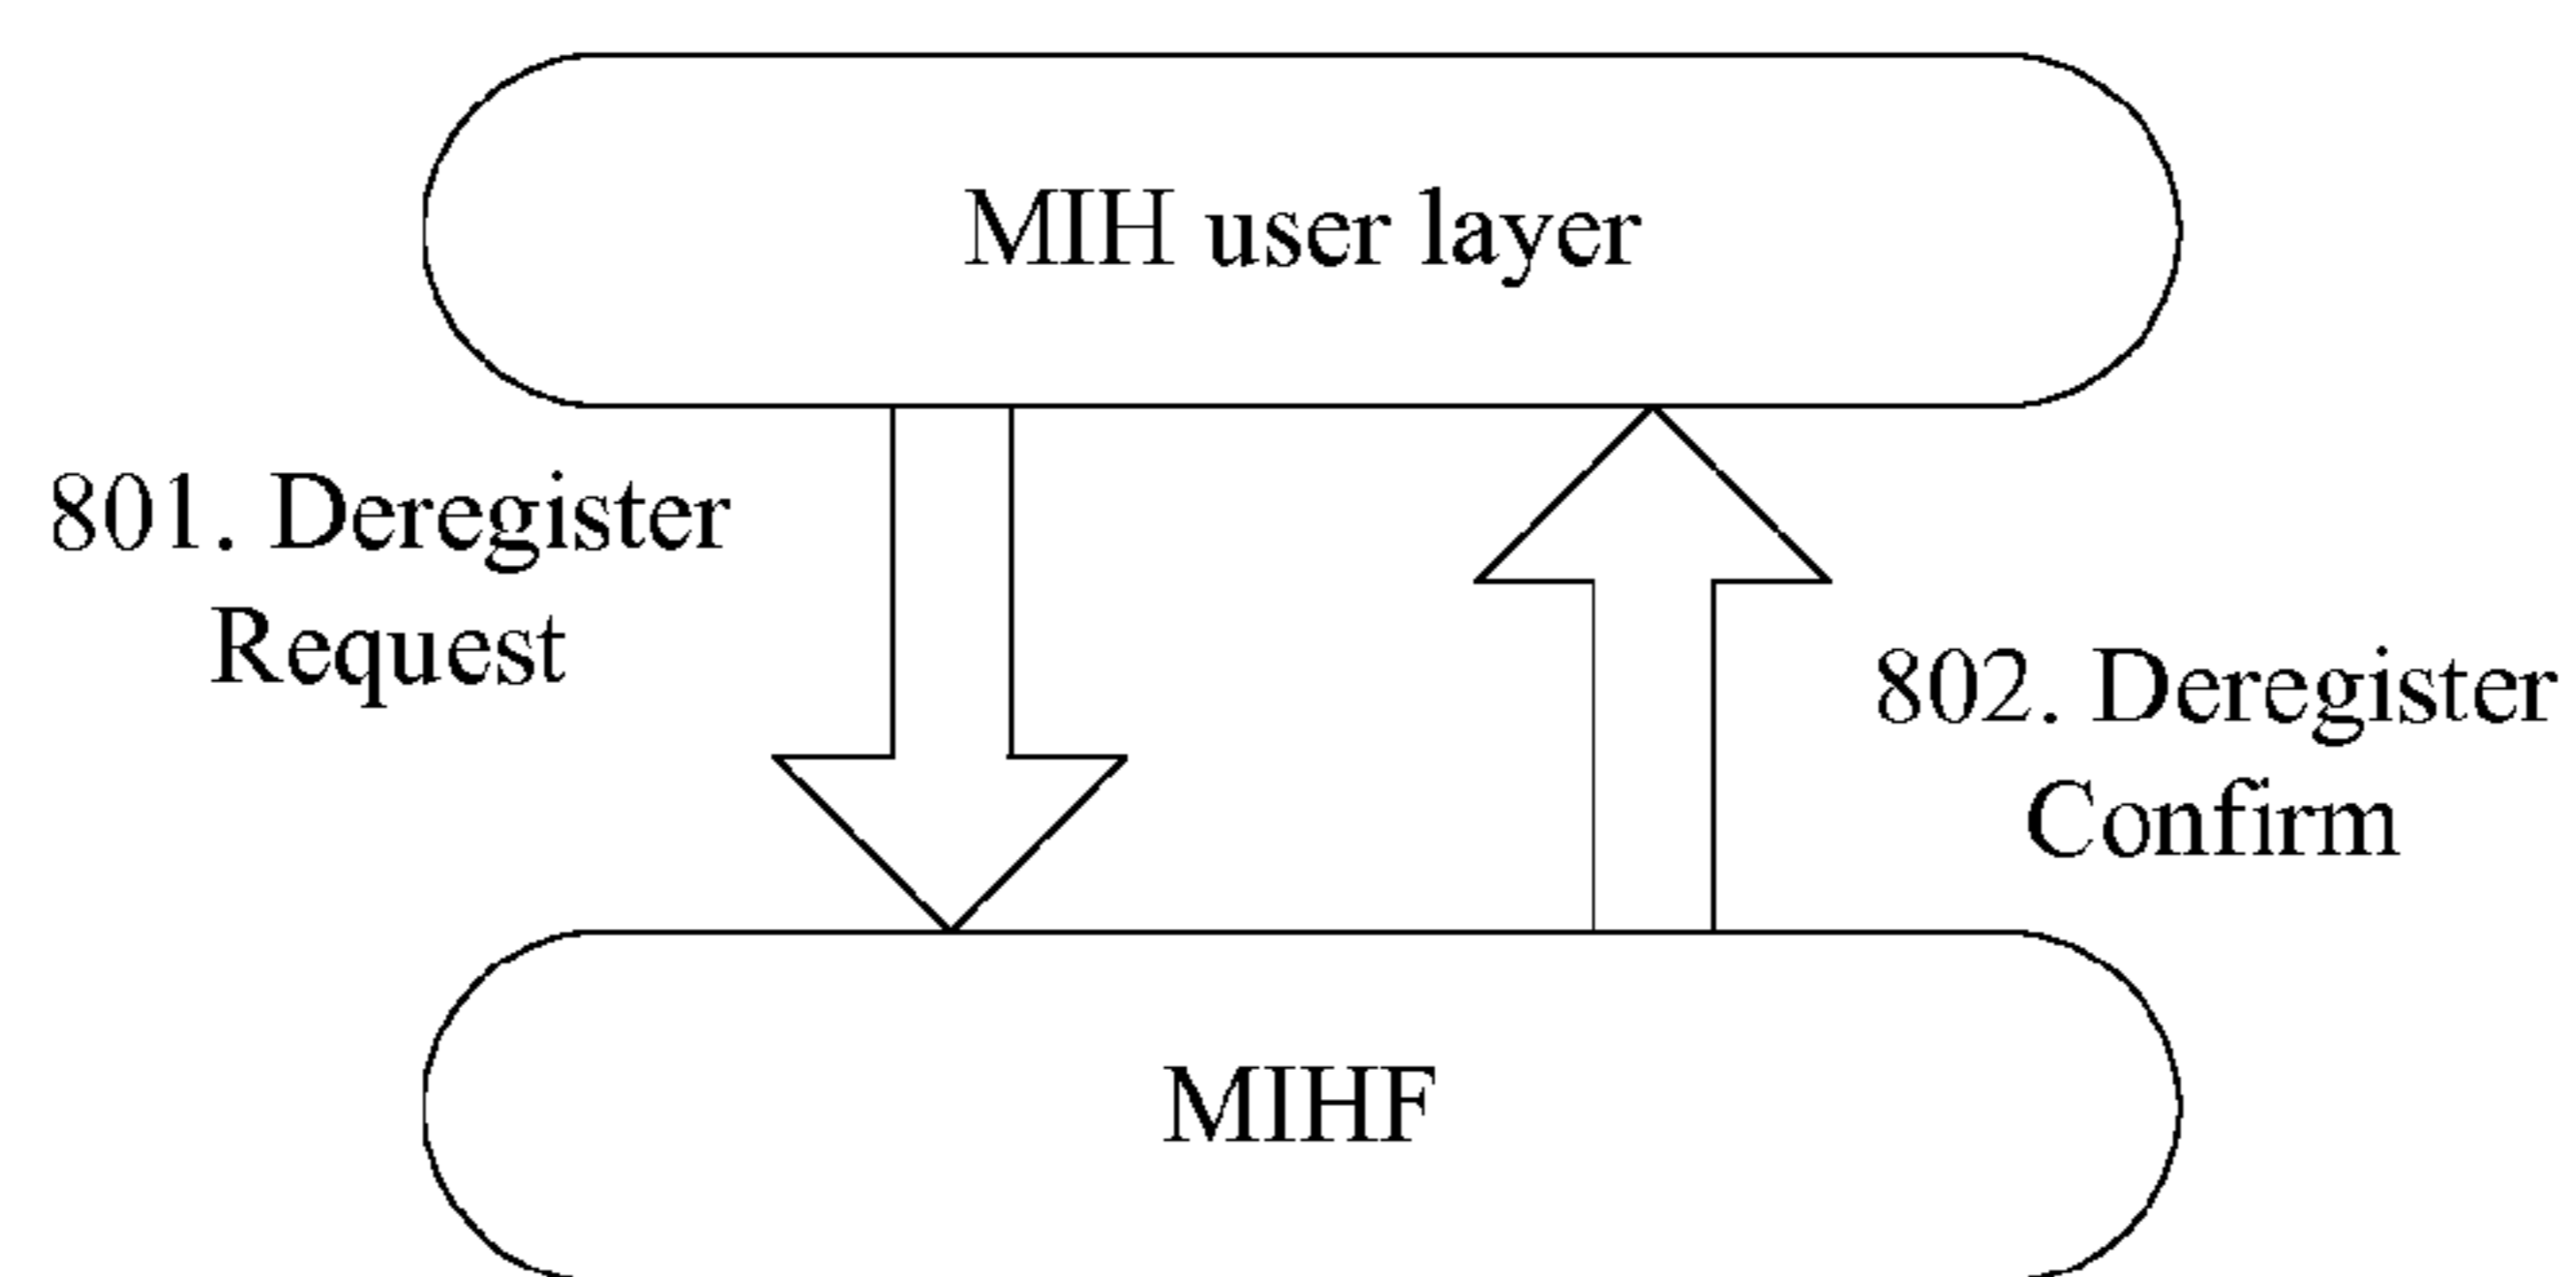 MIH user layer
801. Deregister
Request
802. Deregister
Confirm
MIHF